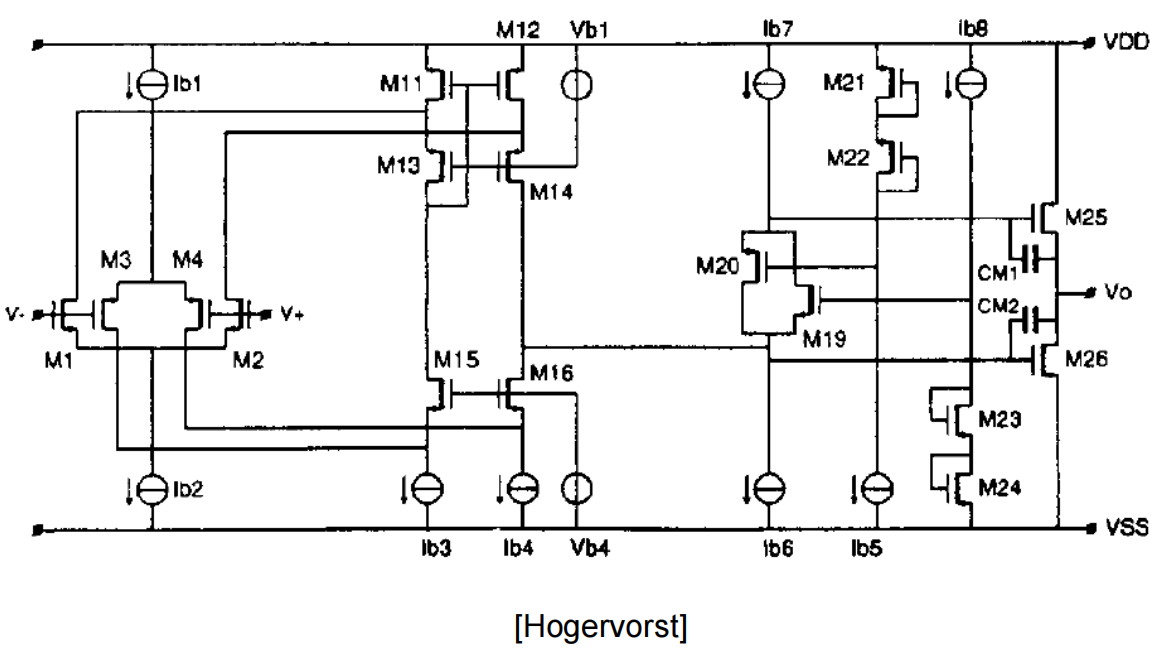 M12 Vb1 Ib7 Ib8
VDD
Ib1 M11 M21
M13 M22
M14
M25
M3 M4 M20
CM1
V- V+ Vo
CM2
M19
M1 M2 M15 M16 M26
M23
Ib2 M24
VSS
Ib3 Ib4 Vb4 Ib6 Ib5
[Hogervorst]